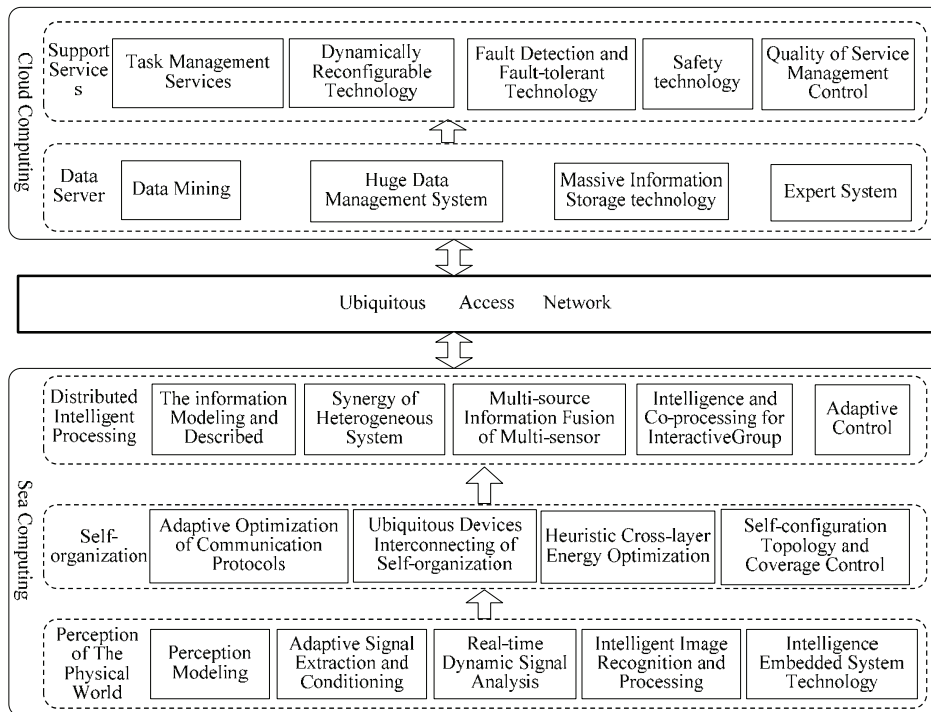 Cloud Computing
Support
Service
s
Task Management
Services
Dynamically
Reconfigurable
Technology
Fault Detection and
Fault-tolerant
Technology
Safety
technology
Quality of Service
Management
Control
Data
Server
Data Mining
Huge Data
Management System
Massive Information
Storage technology
Expert System
Ubiquitous Access Network
Sea Computing
Distributed
Intelligent
Processing
The information
Modeling and
Described
Synergy of
Heterogeneous
System
Multi-source
Information Fusion
of Multi-sensor
Intelligence and
Co-processing for
InteractiveGroup
Adaptive
Control
Self-
organization
Adaptive Optimization
of Communication
Protocols
Ubiquitous Devices
Interconnecting of
Self-organization
Heuristic Cross-layer
Energy Optimization
Self-configuration
Topology and
Coverage Control
Perception
of The
Physical
World
Perception
Modeling
Adaptive Signal
Extraction and
Conditioning
Real-time
Dynamic Signal
Analysis
Intelligent Image
Recognition and
Processing
Intelligence
Embedded System
Technology